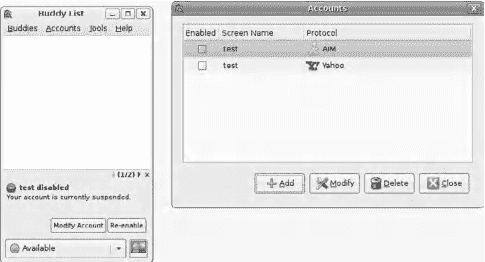 Buddy List
Buddies Accounts Tools Help
(1/2)
test disabled
Your account is currently suspended.
Modify Account Re-enable
Available
Accounts
Enabled Screen Name Protocol
test AIM
test Yahoo
Add Modify Delete Close